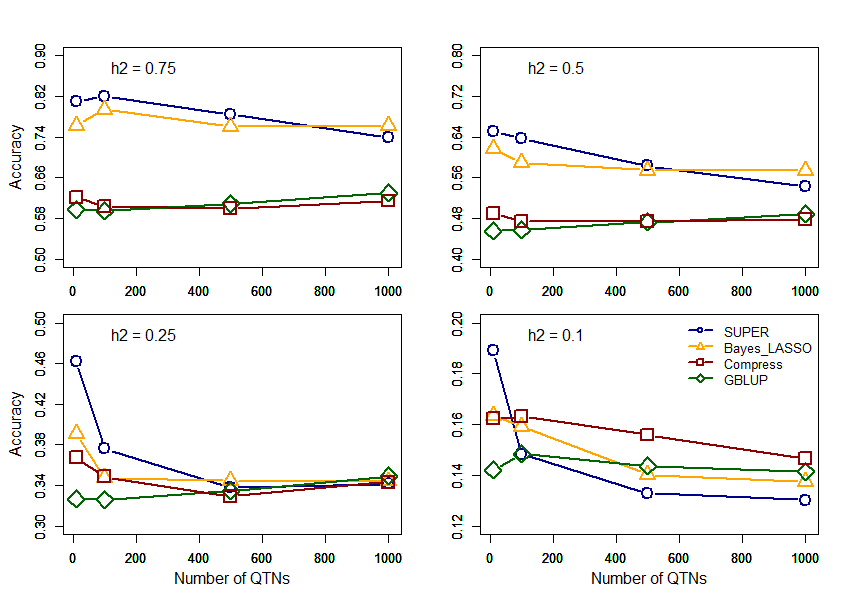 h2 = 0.75
Accuracy
0.90
0.82
0.74
0.66
0.58
0.50
0 200 400 600 800 1000
h2 = 0.5
0.80
0.72
0.64
0.56
0.48
0.40
0 200 400 600 800 1000
h2 = 0.25
Accuracy
0.50
0.46
0.42
0.38
0.34
0.30
0 200 400 600 800 1000
Number of QTNs
h2 = 0.1
SUPER
Bayes_LASSO
Compress
GBLUP
0.20
0.18
0.16
0.14
0.12
0 200 400 600 800 1000
Number of QTNs